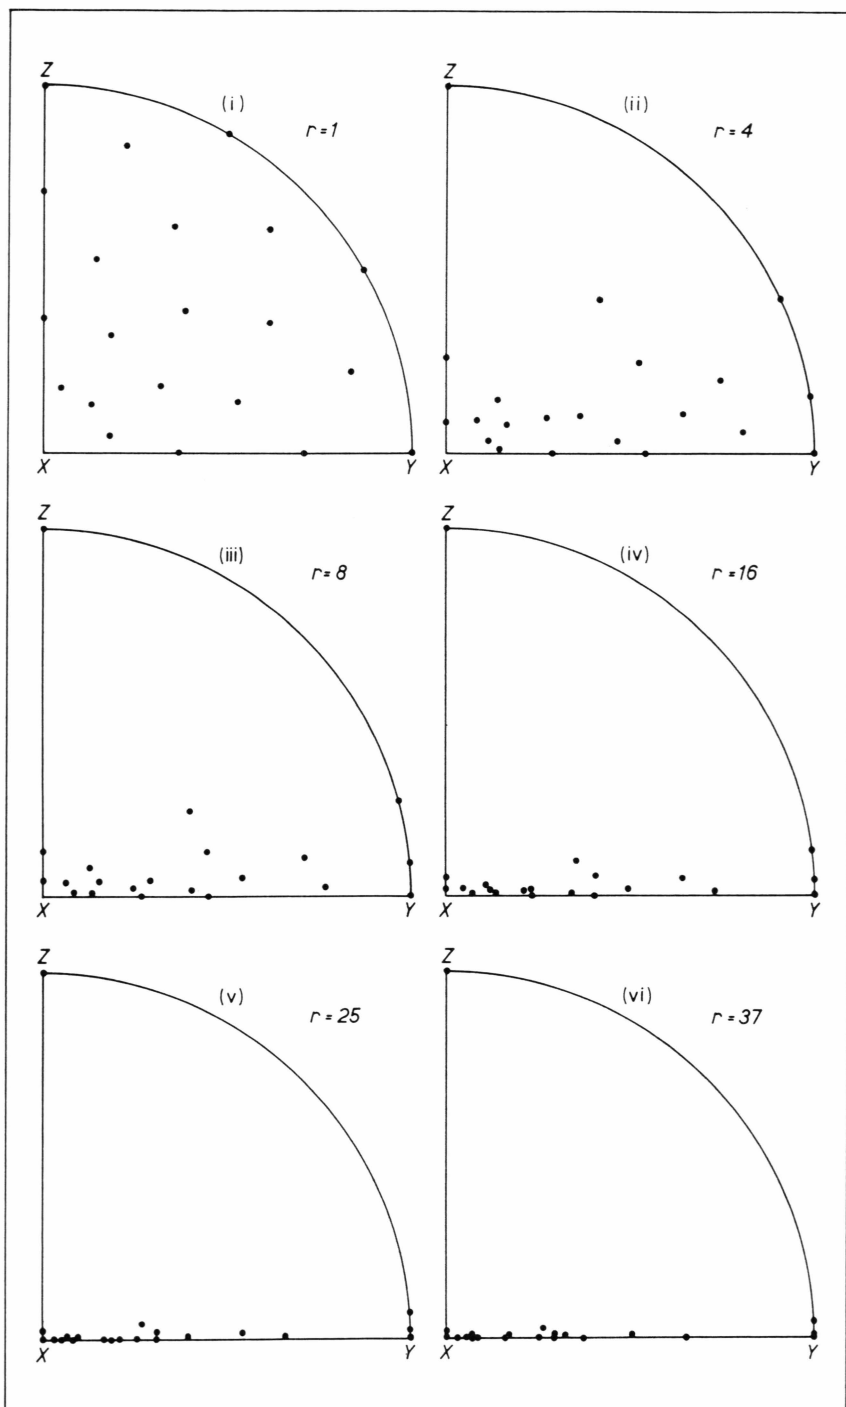 Z
(i)
r=1
X
Y
Z
(ii)
r=4
X
Y
Z
(iii)
r=8
X
Y
Z
(iv)
r=16
X
Y
Z
(v)
r=25
X
Y
Z
(vi)
r=37
X
Y